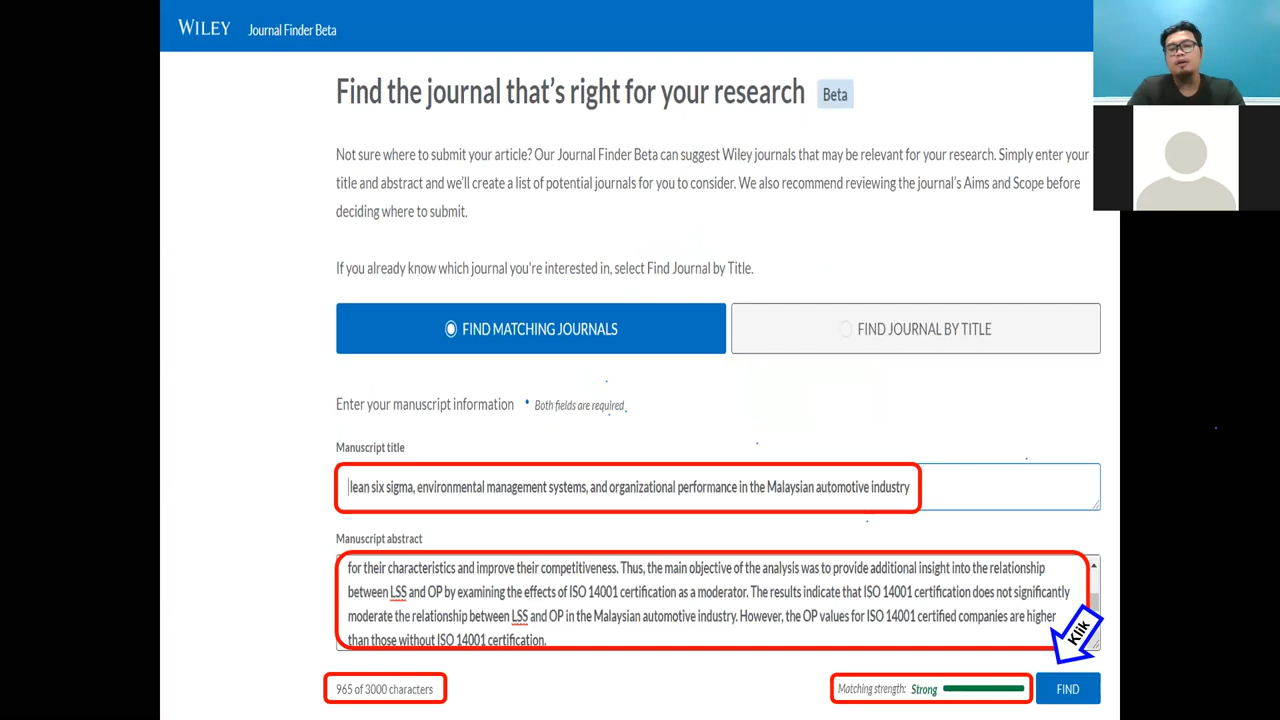 WILEY Journal Finder Beta
Find the journal that's right for your research Beta
Not sure where to submit your article? Our Journal Finder Beta can suggest Wiley journals that may be relevant for your research. Simply enter your
title and abstract and we'll create a list of potential journals for you to consider. We also recommend reviewing the journal's Aims and Scope before
deciding where to submit.
If you already know which journal you're interested in, select Find Journal by Title.
FIND MATCHING JOURNALS
FIND JOURNAL BY TITLE
Enter your manuscript information • Both fields are required
Manuscript title
lean six sigma, environmental management systems, and organizational performance in the Malaysian automotive industry
Manuscript abstract
for their characteristics and improve their competitiveness. Thus, the main objective of the analysis was to provide additional insight into the relationship
between LSS and OP by examining the effects of ISO 14001 certification as a moderator. The results indicate that ISO 14001 certification does not significantly
moderate the relationship between LSS and OP in the Malaysian automotive industry. However, the OP values for ISO 14001 certified companies are higher
than those without ISO 14001 certification.
Klik
965 of 3000 characters
Matching strength: Strong
FIND